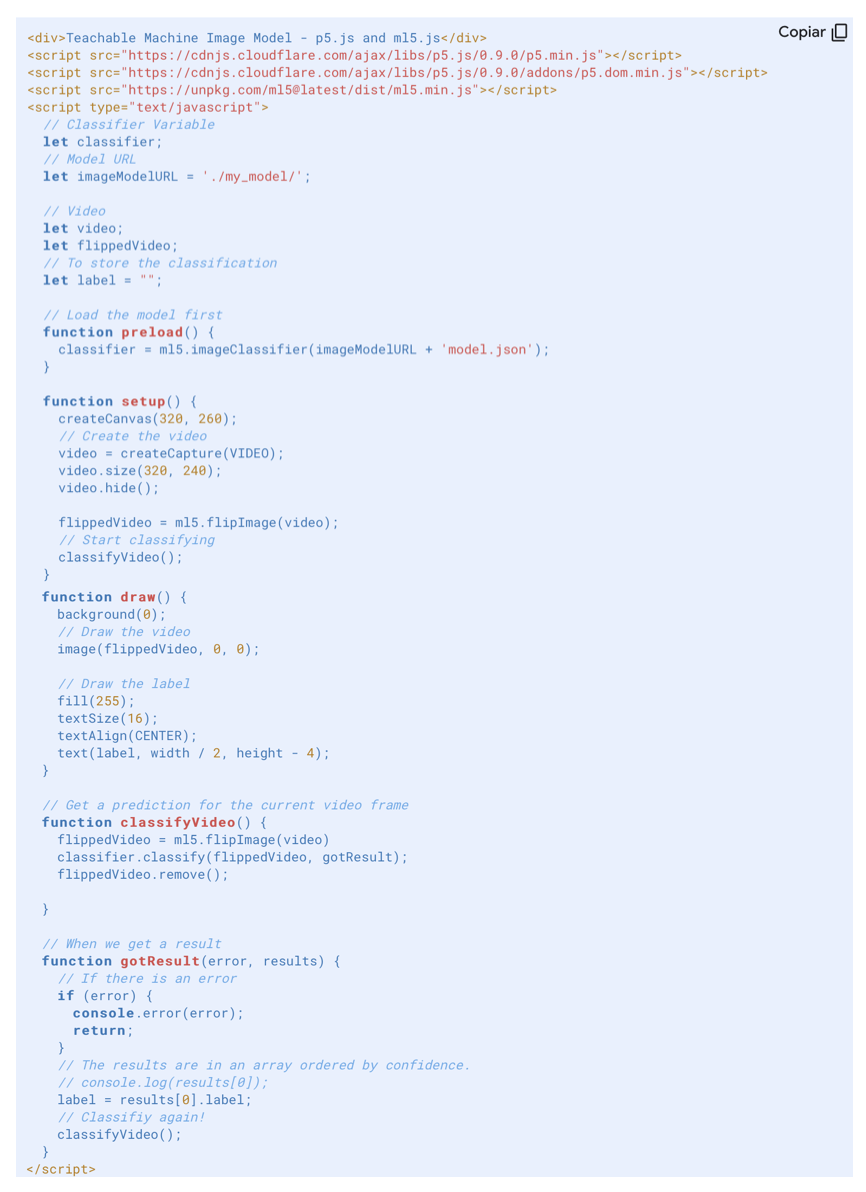 Copiar
<div>Teachable Machine Image Model - p5.js and ml5.js</div>
<script src="https://cdnjs.cloudflare.com/ajax/libs/p5.js/0.9.0/p5.min.js"></script>
<script src="https://cdnjs.cloudflare.com/ajax/libs/p5.js/0.9.0/addons/p5.dom.min.js"></script>
<script src="https://unpkg.com/ml5@latest/dist/ml5.min.js"></script>
<script type="text/javascript">
  // Classifier Variable
  let classifier;
  // Model URL
  let imageModelURL = './my_model/';

  // Video
  let video;
  let flippedVideo;
  // To store the classification
  let label = "";

  // Load the model first
  function preload() {
    classifier = ml5.imageClassifier(imageModelURL + 'model.json');
  }

  function setup() {
    createCanvas(320, 260);
    // Create the video
    video = createCapture(VIDEO);
    video.size(320, 240);
    video.hide();

    flippedVideo = ml5.flipImage(video);
    // Start classifying
    classifyVideo();
  }
  function draw() {
    background(0);
    // Draw the video
    image(flippedVideo, 0, 0);

    // Draw the label
    fill(255);
    textSize(16);
    textAlign(CENTER);
    text(label, width / 2, height - 4);
  }

  // Get a prediction for the current video frame
  function classifyVideo() {
    flippedVideo = ml5.flipImage(video)
    classifier.classify(flippedVideo, gotResult);
    flippedVideo.remove();

  }

  // When we get a result
  function gotResult(error, results) {
    // If there is an error
    if (error) {
      console.error(error);
      return;
    }
    // The results are in an array ordered by confidence.
    // console.log(results[0]);
    label = results[0].label;
    // Classifiy again!
    classifyVideo();
  }
</script>